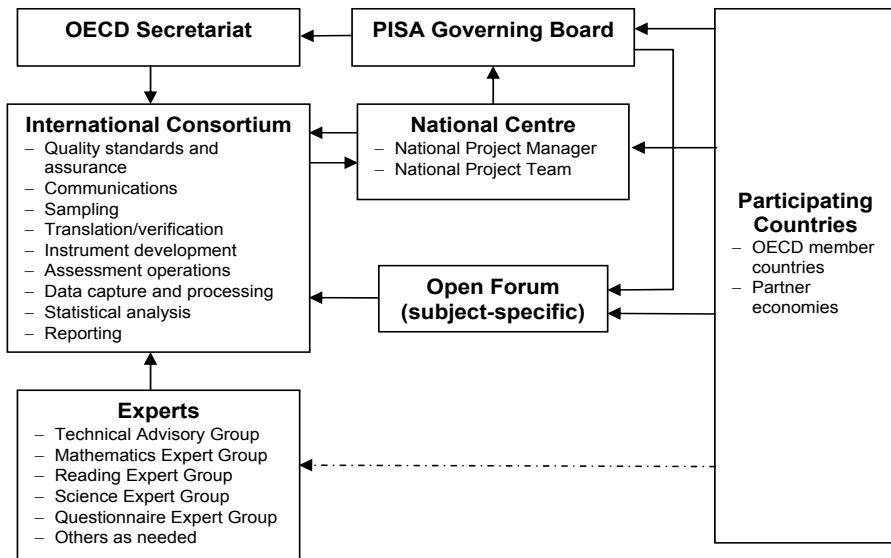 OECD Secretariat
PISA Governing Board
International Consortium
– Quality standards and
assurance
– Communications
– Sampling
– Translation/verification
– Instrument development
– Assessment operations
– Data capture and processing
– Statistical analysis
– Reporting
National Centre
– National Project Manager
– National Project Team
Open Forum
(subject-specific)
Participating
Countries
– OECD member
countries
– Partner
economies
Experts
– Technical Advisory Group
– Mathematics Expert Group
– Reading Expert Group
– Science Expert Group
– Questionnaire Expert Group
– Others as needed